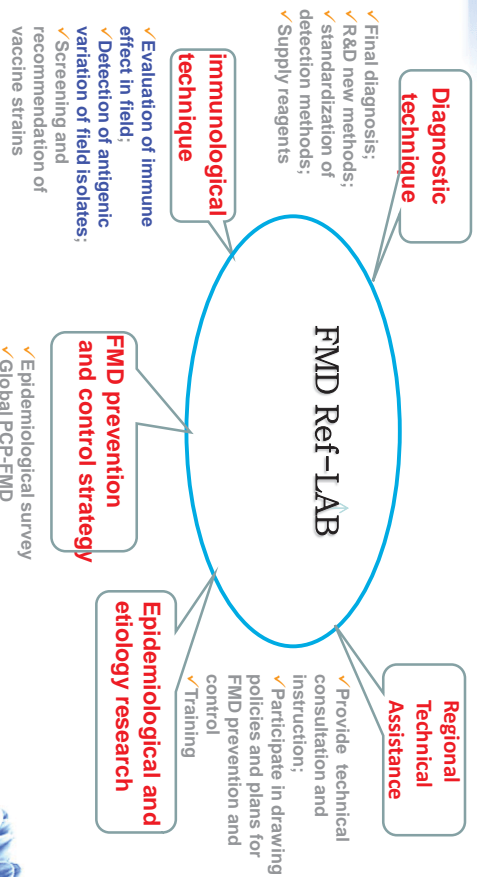 Diagnostic
technique
✓Final diagnosis;
✓R&D new methods;
✓standardization of
detection methods;
✓Supply reagents
immunological
technique
✓Evaluation of immune
effect in field;
✓Detection of antigenic
variation of field isolates;
✓Screening and
recommendation of
vaccine strains
FMD Ref-LAB
FMD prevention
and control strategy
✓Epidemiological survey
✓Global PCP-FMD
Regional
Technical
Assistance
✓Provide technical
consultation and
instruction;
✓Participate in drawing
policies and plans for
FMD prevention and
control
✓Training
Epidemiological and
etiology research